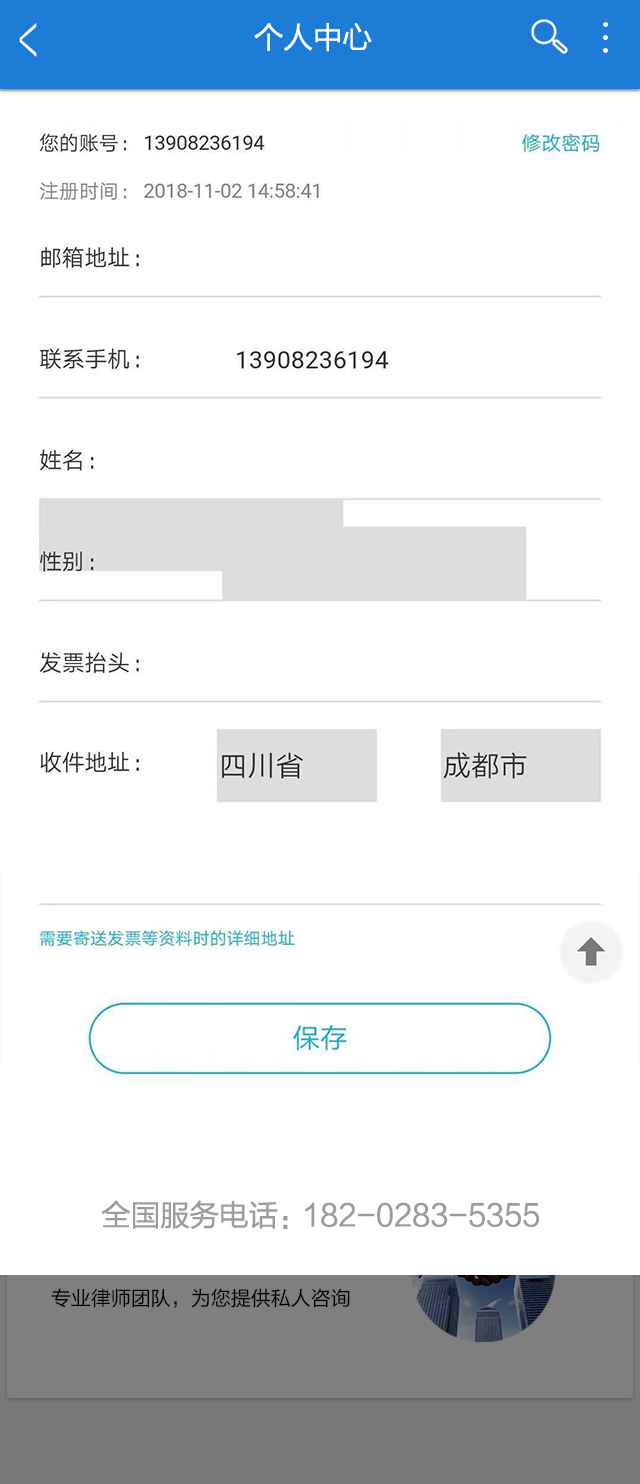 个人中心
您的账号： 13908236194 修改密码
注册时间： 2018-11-02 14:58:41
邮箱地址：
联系手机： 13908236194
姓名：
性别：
发票抬头：
收件地址： 四川省 成都市
需要寄送发票等资料时的详细地址
保存
全国服务电话：182-0283-5355
专业律师团队，为您提供私人咨询